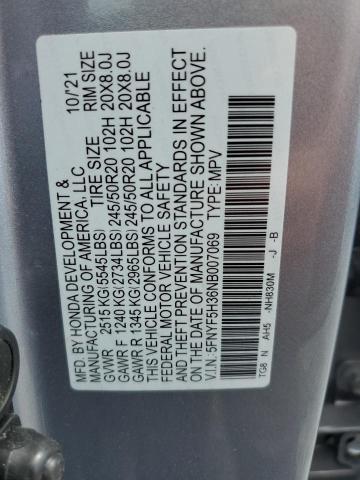 MFD. BY HONDA DEVELOPMENT & 10/21
MANUFACTURING OF AMERICA, LLC
TIRE SIZE RIM SIZE
GVWR 2515 KG(5545LBS)
GAWR F 1240 KG(2734LBS) 245/50R20 102H 20X8.0J
GAWR R 1345 KG(2965LBS) 245/50R20 102H 20X8.0J
THIS VEHICLE CONFORMS TO ALL APPLICABLE
FEDERAL MOTOR VEHICLE SAFETY
AND THEFT PREVENTION STANDARDS IN EFFECT
ON THE DATE OF MANUFACTURE SHOWN ABOVE.
V.I.N.: 5FNYF5H36NB007069 TYPE: MPV
TG8 N AH5 -NH830M -J -B